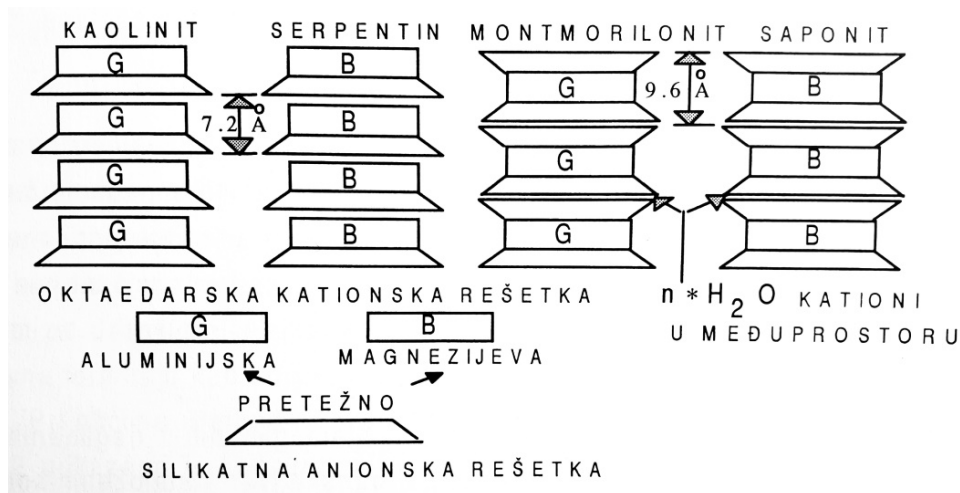 KAOLINIT SERPENTIN MONTMORILONIT SAPONIT
G B G B
7.2 Å 9.6 Å
G B G B
G B G B
G B
OKTAEDARSKA KATIONSKA REŠETKA
n * H2O KATIONI
U MEĐUPROSTORU
G B
ALUMINIJSKA MAGNEZIJEVA
PRETEŽNO
SILIKATNA ANIONSKA REŠETKA